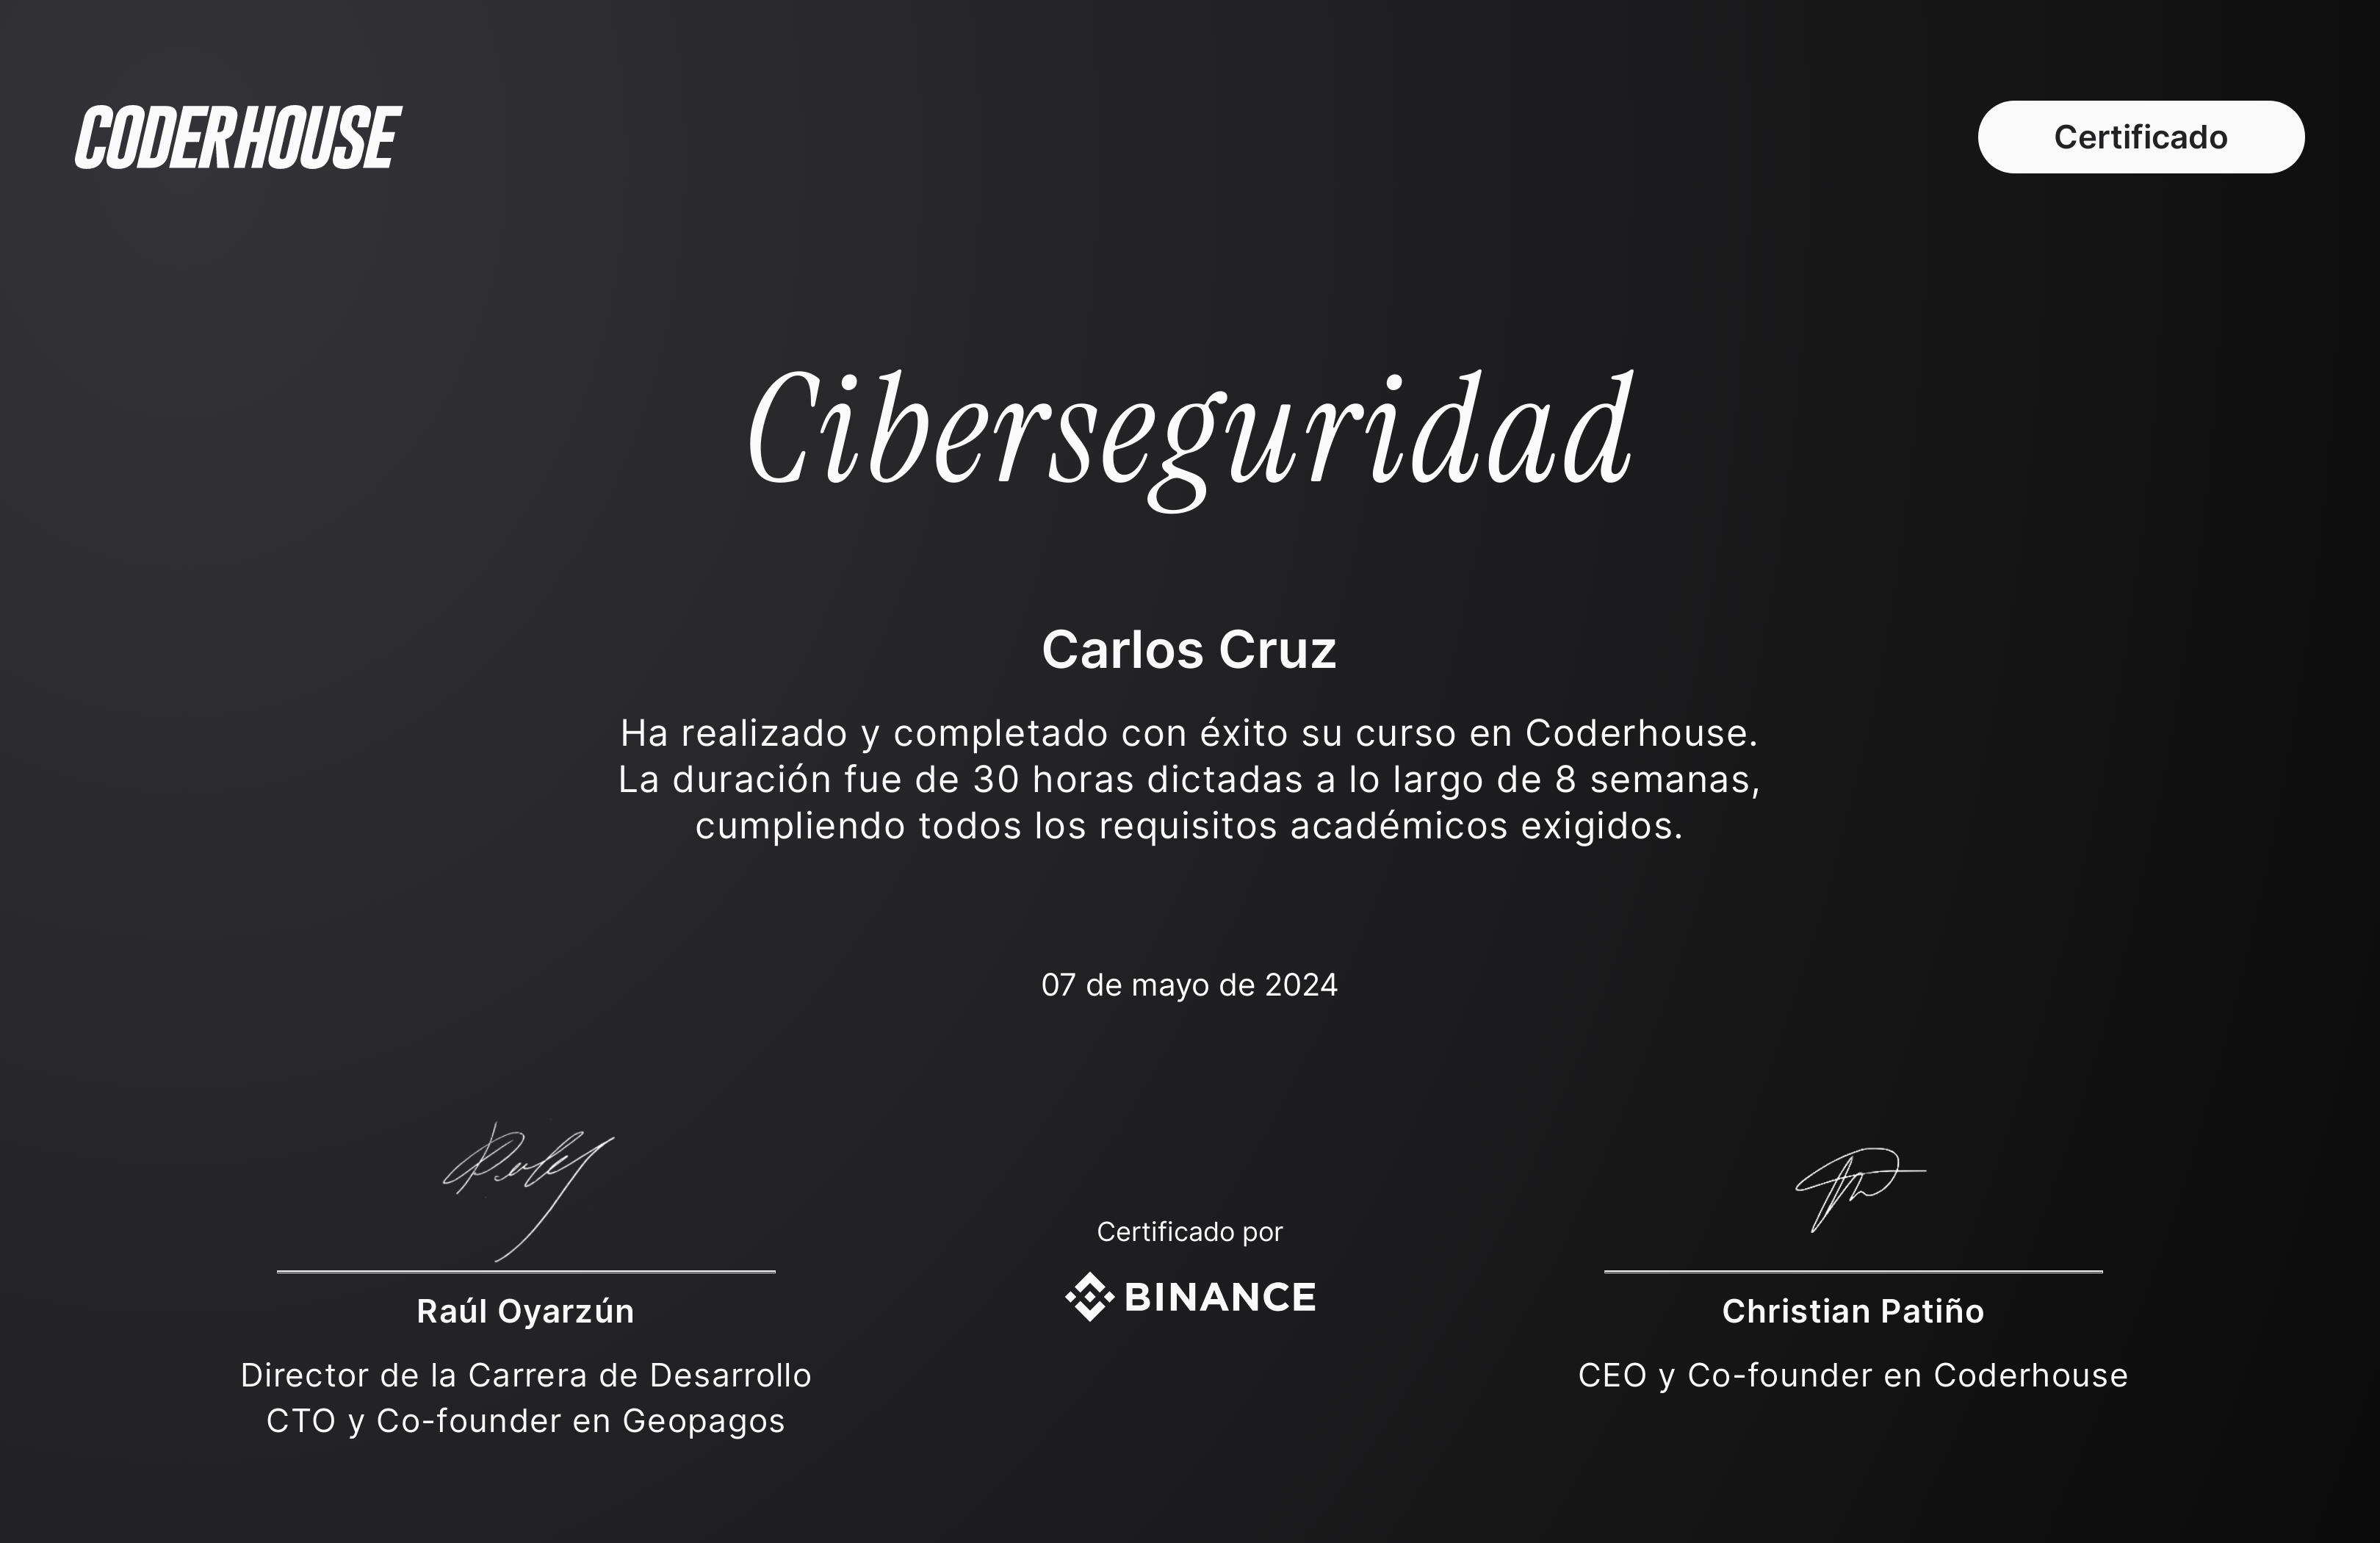 CODERHOUSE
Certificado
Ciberseguridad
Carlos Cruz
Ha realizado y completado con éxito su curso en Coderhouse.
La duración fue de 30 horas dictadas a lo largo de 8 semanas,
cumpliendo todos los requisitos académicos exigidos.
07 de mayo de 2024
Raúl Oyarzún
Director de la Carrera de Desarrollo
CTO y Co-founder en Geopagos
Certificado por
BINANCE
Christian Patiño
CEO y Co-founder en Coderhouse